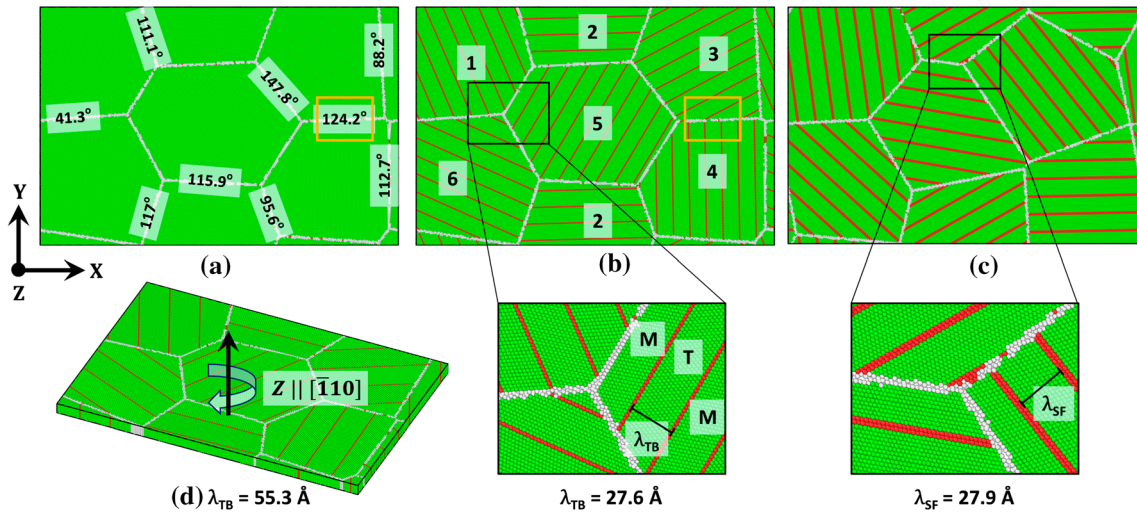 111.1°
88.2°
147.8°
41.3°
124.2°
115.9°
112.7°
117°
95.6°
(a)
1
2
3
5
4
6
2
(b)
(c)
Y
X
Z
Z || [1̄10]
(d) λTB = 55.3 Å
M
T
M
λTB
λTB = 27.6 Å
λSF
λSF = 27.9 Å